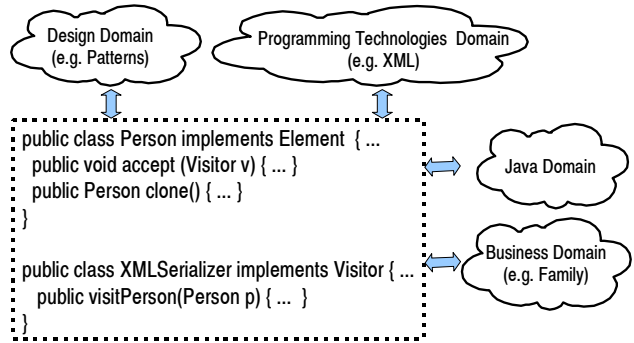 Design Domain
(e.g. Patterns)
Programming Technologies Domain
(e.g. XML)
public class Person implements Element { ...
public void accept (Visitor v) { ... }
public Person clone() { ... }
}
public class XMLSerializer implements Visitor { ...
public visitPerson(Person p) { ... }
}
Java Domain
Business Domain
(e.g. Family)